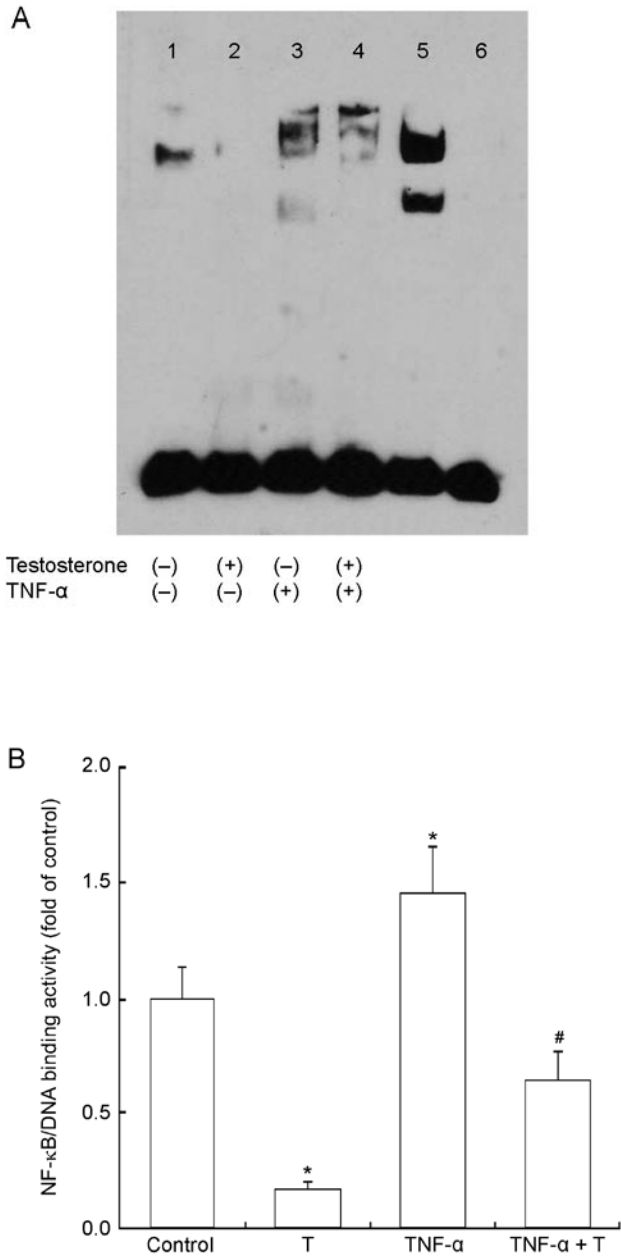 A
1 2 3 4 5 6
Testosterone (–) (+) (–) (+)
TNF-α (–) (–) (+) (+)
B
NF-κB/DNA binding activity (fold of control)
2.0
1.5
1.0
0.5
0.0
*
*
#
Control T TNF-α TNF-α + T